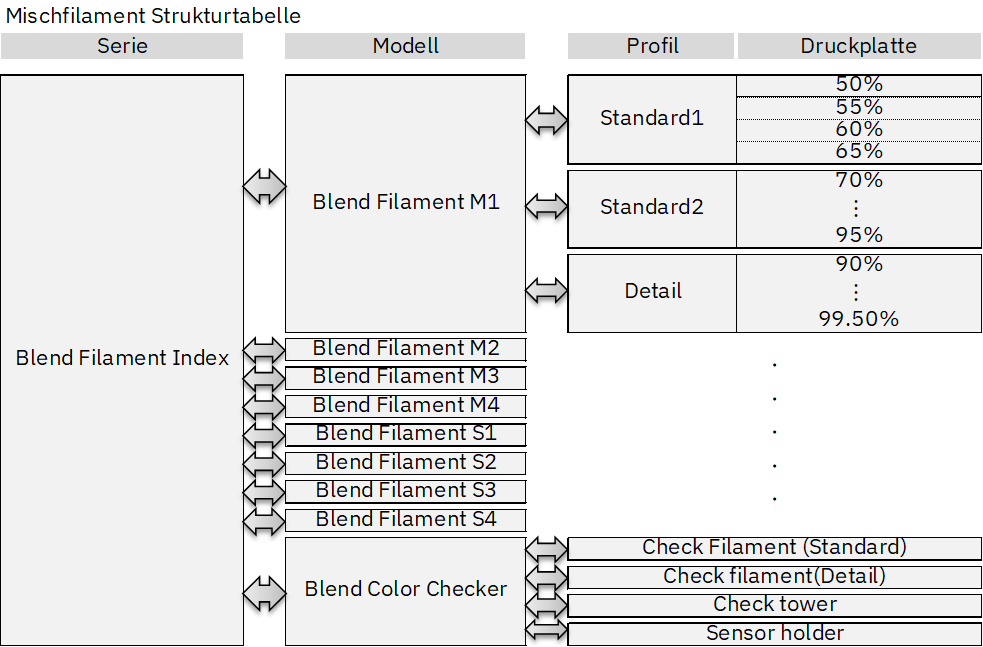 Mischfilament Strukturtabelle
Serie
Modell
Profil
Druckplatte
Blend Filament Index
Blend Filament M1
Standard1
50%
55%
60%
65%
Standard2
70%
⋮
95%
Detail
90%
⋮
99.50%
Blend Filament M2
Blend Filament M3
Blend Filament M4
Blend Filament S1
Blend Filament S2
Blend Filament S3
Blend Filament S4
Blend Color Checker
Check Filament (Standard)
Check filament(Detail)
Check tower
Sensor holder